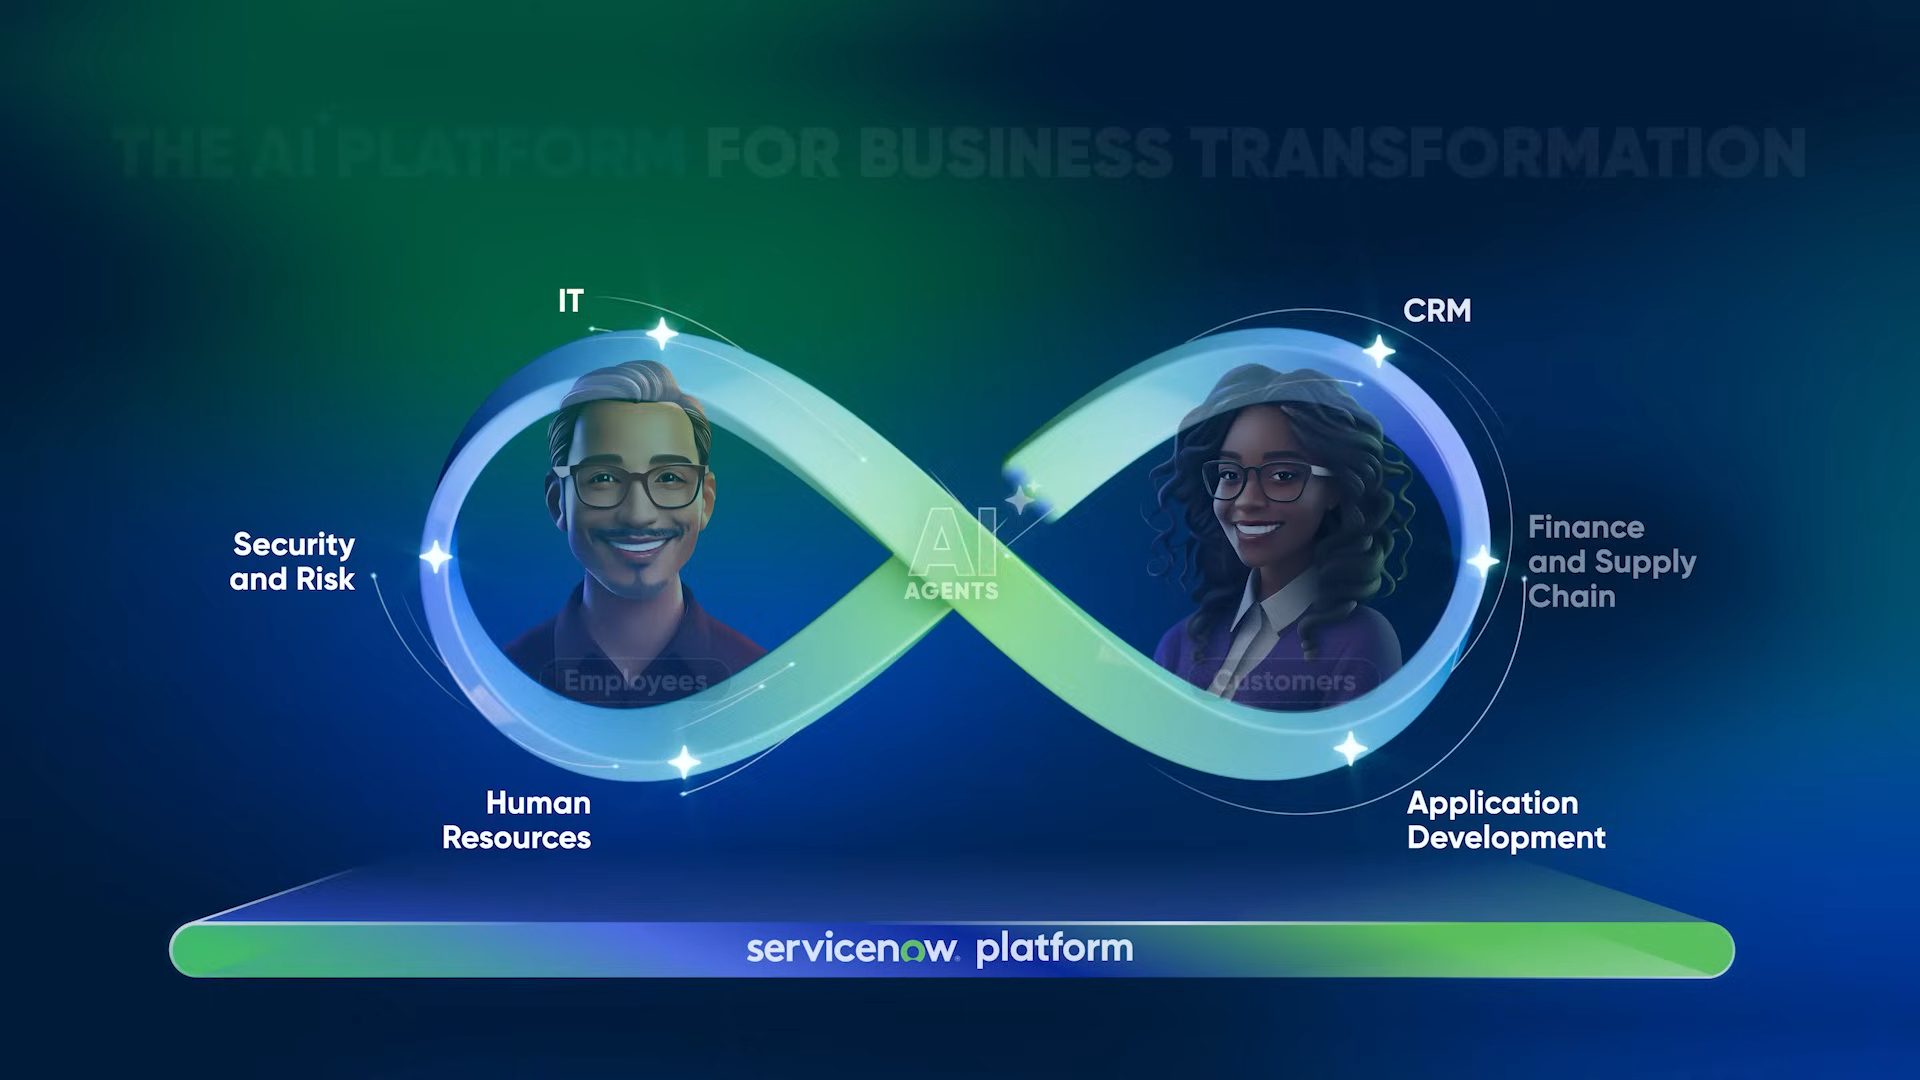 THE AI PLATFORM FOR BUSINESS TRANSFORMATION
IT
CRM
Security
and Risk
AI
AGENTS
Finance
and Supply
Chain
Employees
Customers
Human
Resources
Application
Development
servicenow® platform